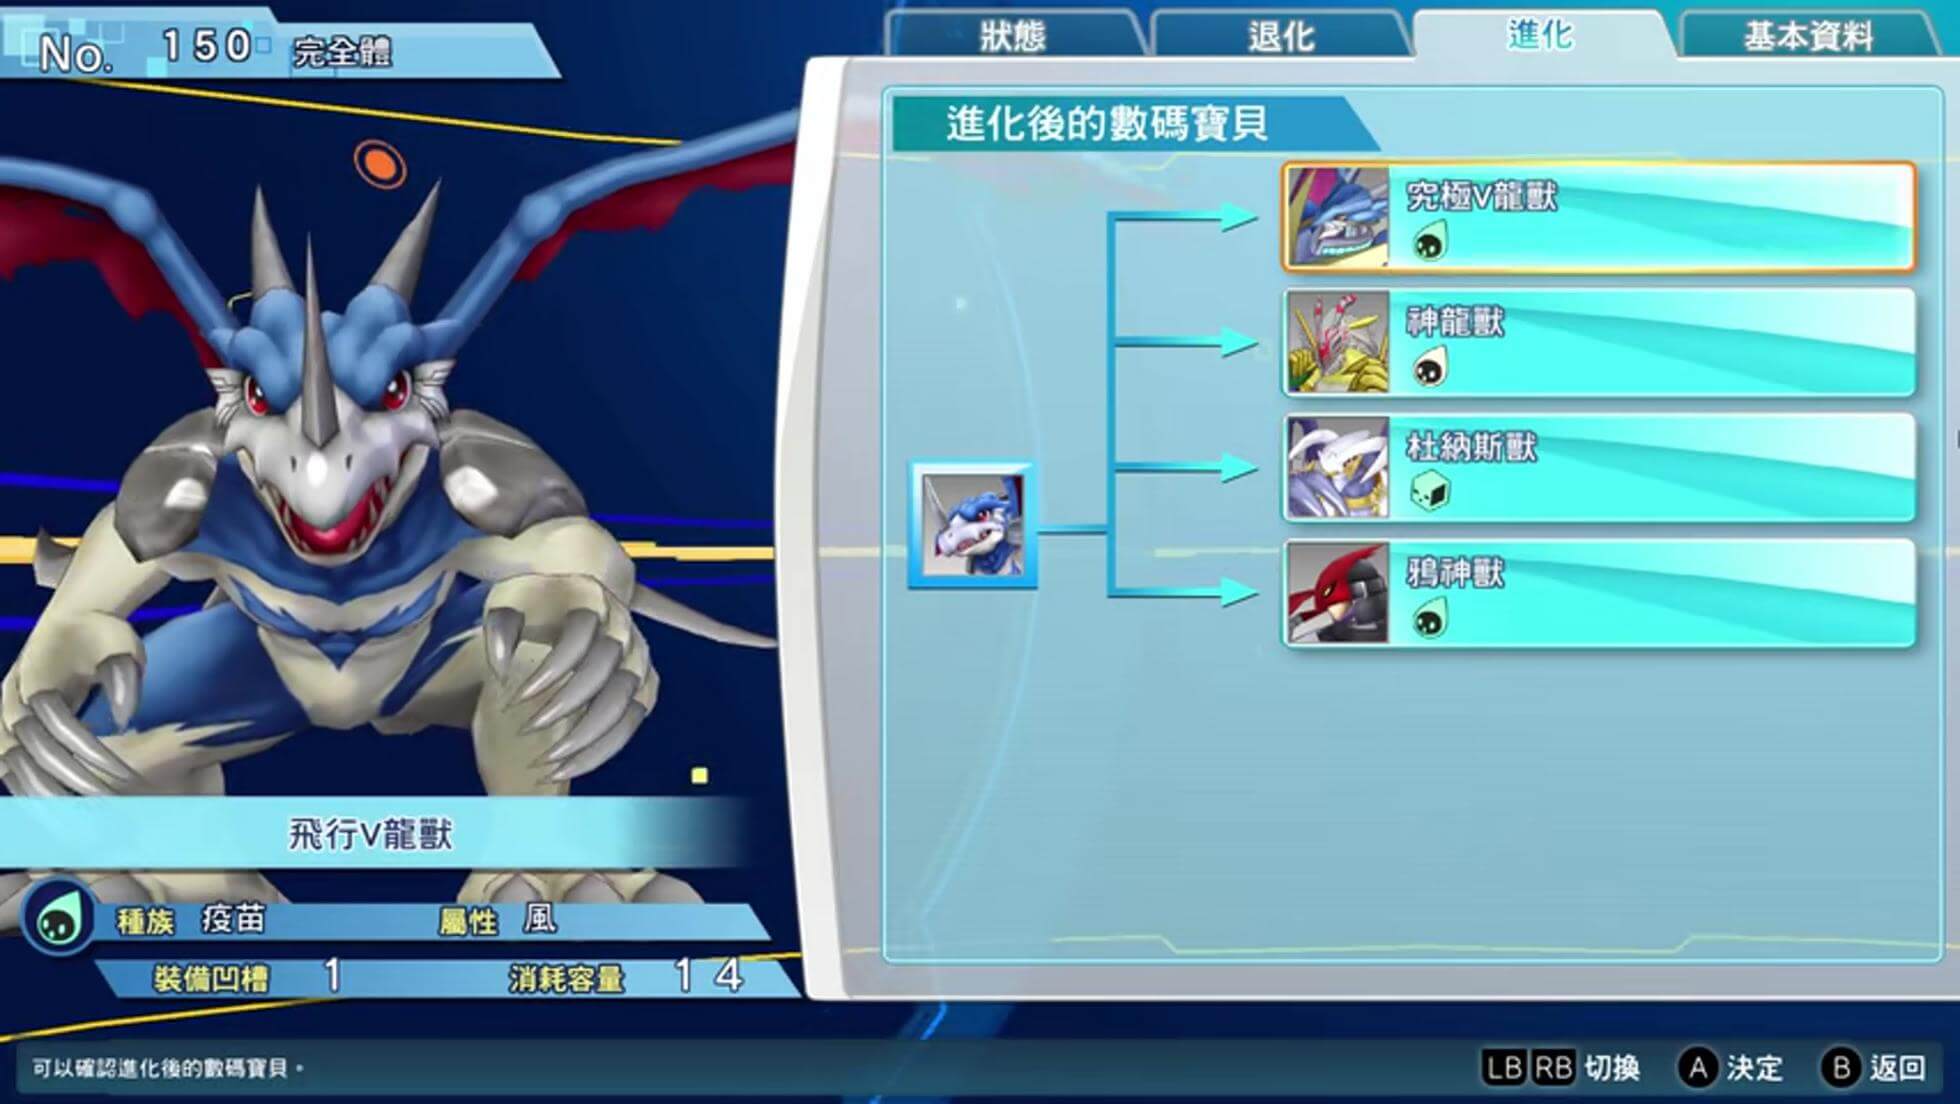 No. 150 完全體
狀態 退化 進化 基本資料
進化後的數碼寶貝
究極V龍獸
神龍獸
杜納斯獸
鴉神獸
飛行V龍獸
種族 疫苗 屬性 風
裝備凹槽 1 消耗容量 14
可以確認進化後的數碼寶貝。
LB RB 切換 A 決定 B 返回